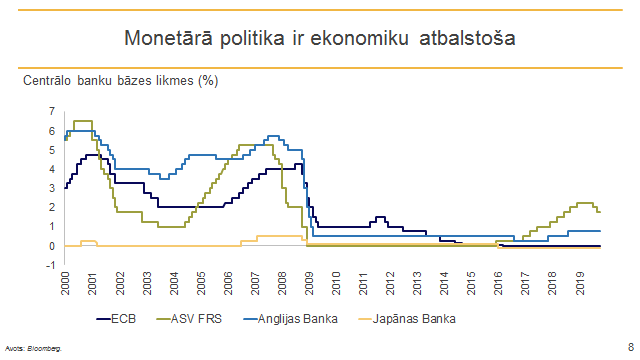 Monetārā politika ir ekonomiku atbalstoša
Centrālo banku bāzes likmes (%)
7
6
5
4
3
2
1
0
-1
2000 2001 2002 2003 2004 2005 2006 2007 2008 2009 2010 2011 2012 2013 2014 2015 2016 2017 2018 2019
ECB ASV FRS Anglijas Banka Japānas Banka
Avots: Bloomberg.
8